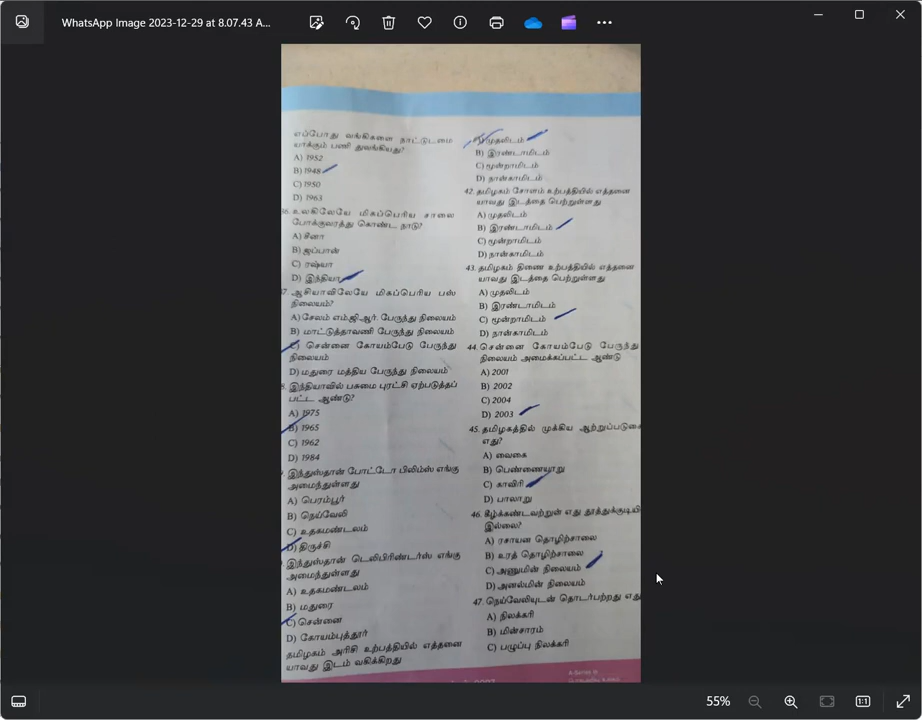 WhatsApp Image 2023-12-29 at 8.07.43 A...
எப்போது வங்கிகளை நாட்டுடமை
யாக்கும் பணி துவங்கியது?
A) 1952
B) 1948
C) 1950
D) 1963
36. உலகிலேயே மிகப்பெரிய சாலை
போக்குவரத்து கொண்ட நாடு?
A) சீனா
B) ஜப்பான்
C) ரஷ்யா
D) இந்தியா
37. ஆசியாவிலேயே மிகப்பெரிய பஸ்
நிலையம்?
A) சேலம் எம்.ஜி.ஆர். பேருந்து நிலையம்
B) மாட்டுத்தாவணி பேருந்து நிலையம்
C) சென்னை கோயம்பேடு பேருந்து
நிலையம்
D) மதுரை மத்திய பேருந்து நிலையம்
இந்தியாவில் பசுமை புரட்சி ஏற்படுத்தப்
பட்ட ஆண்டு?
A) 1975
B) 1965
C) 1962
D) 1984
இந்துஸ்தான் போட்டோ பிலிம்ஸ் எங்கு
அமைந்துள்ளது
A) பெரம்பூர்
B) நெய்வேலி
C) உதகமண்டலம்
D) திருச்சி
இந்துஸ்தான் டெலிபிரிண்டர்ஸ் எங்கு
அமைந்துள்ளது
A) உதகமண்டலம்
B) மதுரை
C) சென்னை
D) கோயம்புத்தூர்
தமிழகம் அரிசி உற்பத்தியில் எத்தனை
யாவது இடம் வகிக்கிறது
A) முதலிடம்
B) இரண்டாமிடம்
C) மூன்றாமிடம்
D) நான்காமிடம்
42. தமிழகம் சோளம் உற்பத்தியில் எத்தனை
யாவது இடத்தை பெற்றுள்ளது
A) முதலிடம்
B) இரண்டாமிடம்
C) மூன்றாமிடம்
D) நான்காமிடம்
43. தமிழகம் திணை உற்பத்தியில் எத்தனை
யாவது இடத்தை பெற்றுள்ளது
A) முதலிடம்
B) இரண்டாமிடம்
C) மூன்றாமிடம்
D) நான்காமிடம்
44. சென்னை கோயம்பேடு பேருந்து
நிலையம் அமைக்கப்பட்ட ஆண்டு
A) 2001
B) 2002
C) 2004
D) 2003
45. தமிழகத்தில் முக்கிய ஆற்றுப்படுகை
எது?
A) வைகை
B) பெண்ணையாறு
C) காவிரி
D) பாலாறு
46. கீழ்க்கண்டவற்றுள் எது தூத்துக்குடியி
இல்லை?
A) ரசாயன தொழிற்சாலை
B) உரத் தொழிற்சாலை
C) அணுமின் நிலையம்
D) அனல்மின் நிலையம்
47. நெய்வேலியுடன் தொடர்பற்றது எது
A) நிலக்கரி
B) மின்சாரம்
C) பழுப்பு நிலக்கரி
55%